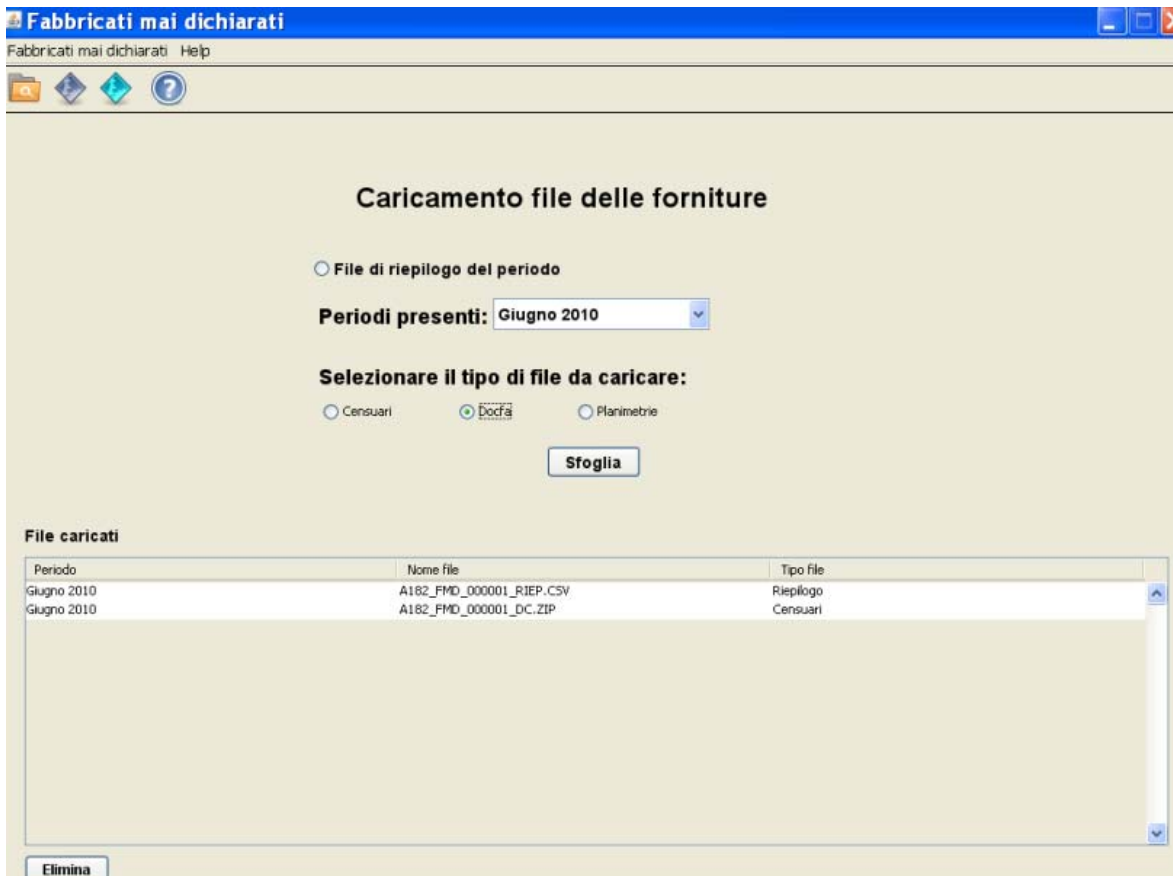 Fabbricati mai dichiarati
Fabbricati mai dichiarati Help
Caricamento file delle forniture
File di riepilogo del periodo
Periodi presenti: Giugno 2010
Selezionare il tipo di file da caricare:
Censuari Docfa Planimetrie
Sfoglia
File caricati
Periodo Nome file Tipo file
Giugno 2010 A182_FMD_000001_RIEP.CSV Riepilogo
Giugno 2010 A182_FMD_000001_DC.ZIP Censuari
Elimina